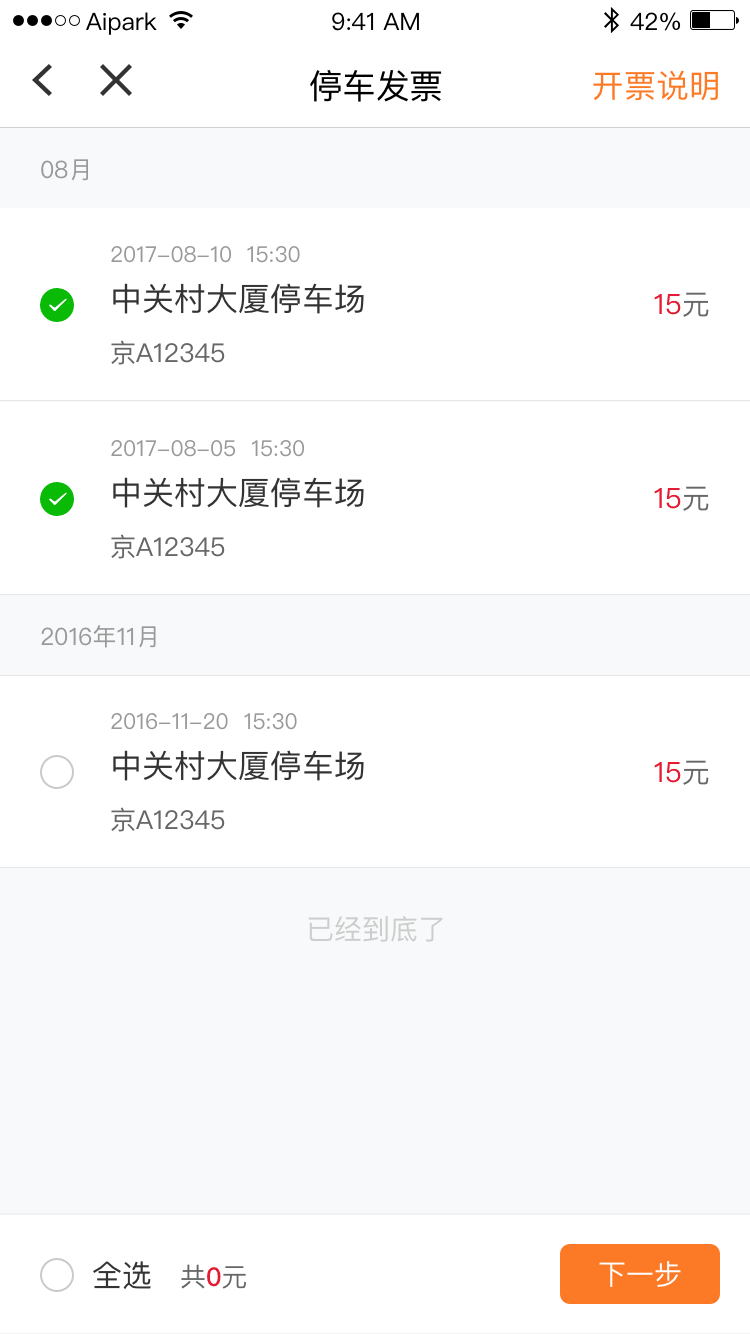 Aipark 9:41 AM 42%
停车发票 开票说明
08月
2017-08-10 15:30
中关村大厦停车场
15元
京A12345
2017-08-05 15:30
中关村大厦停车场
15元
京A12345
2016年11月
2016-11-20 15:30
中关村大厦停车场
15元
京A12345
已经到底了
全选 共0元 下一步